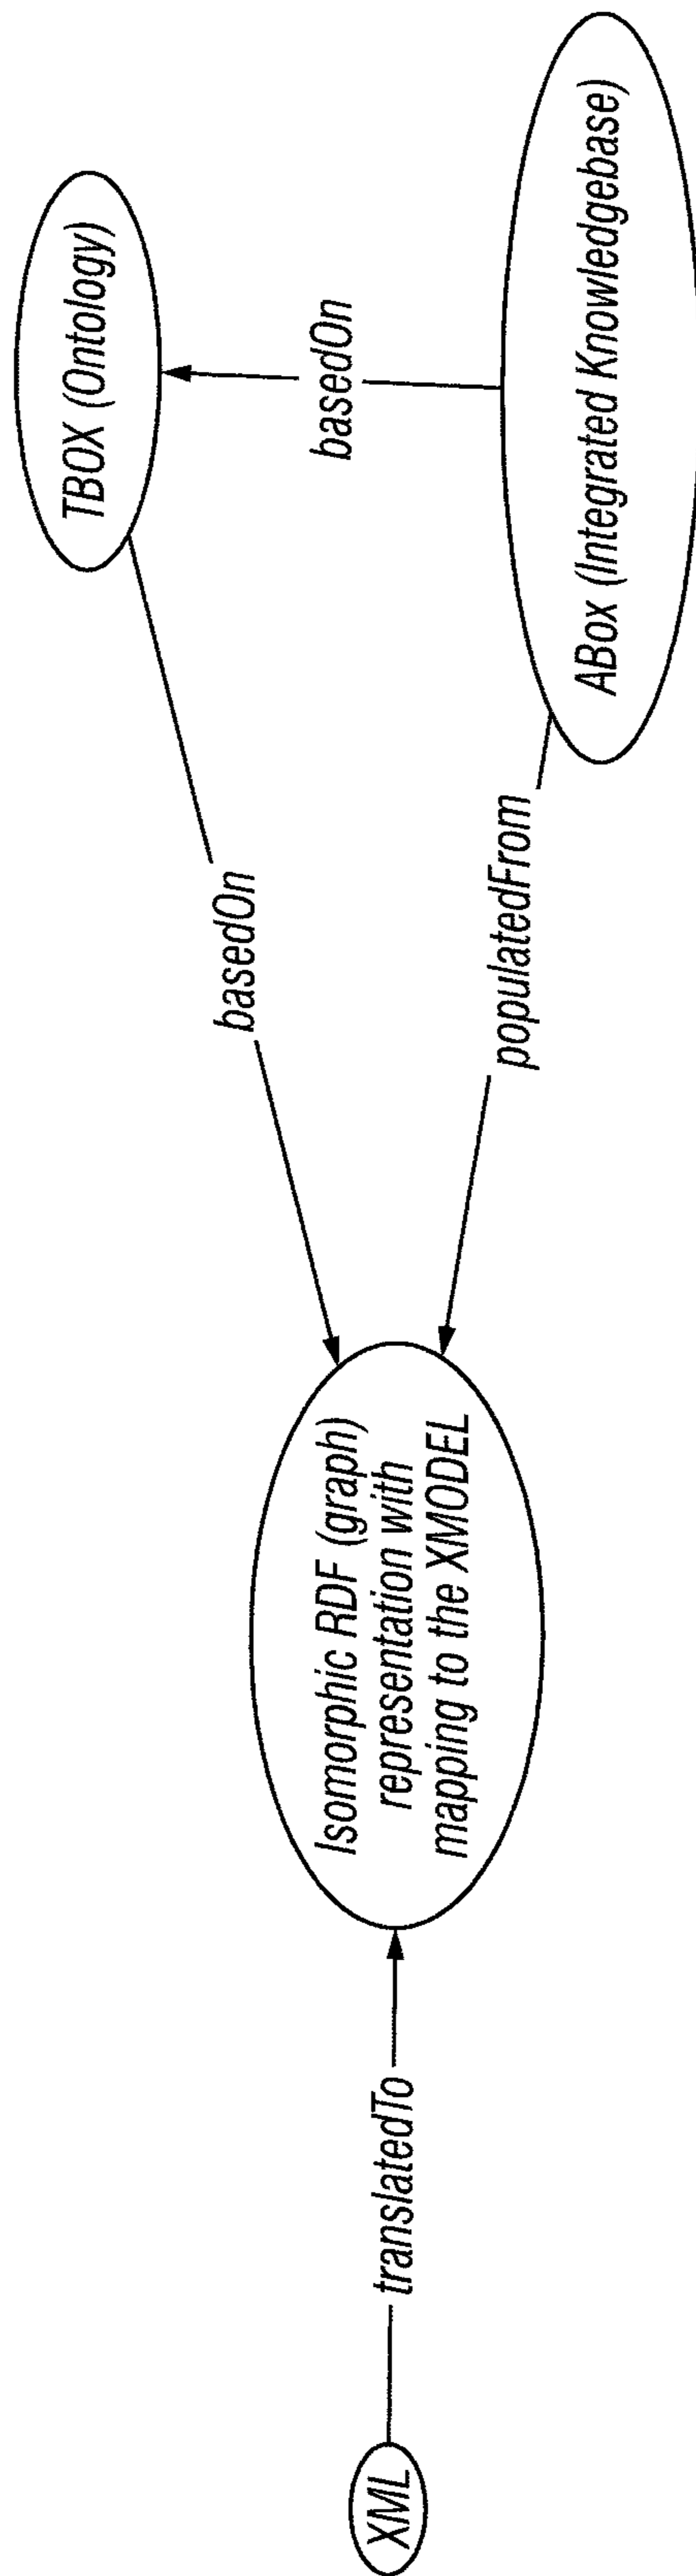 XML
translatedTo
Isomorphic RDF (graph)
representation with
mapping to the XMODEL
basedOn
populatedFrom
TBOX (Ontology)
basedOn
ABox (Integrated Knowledgebase)